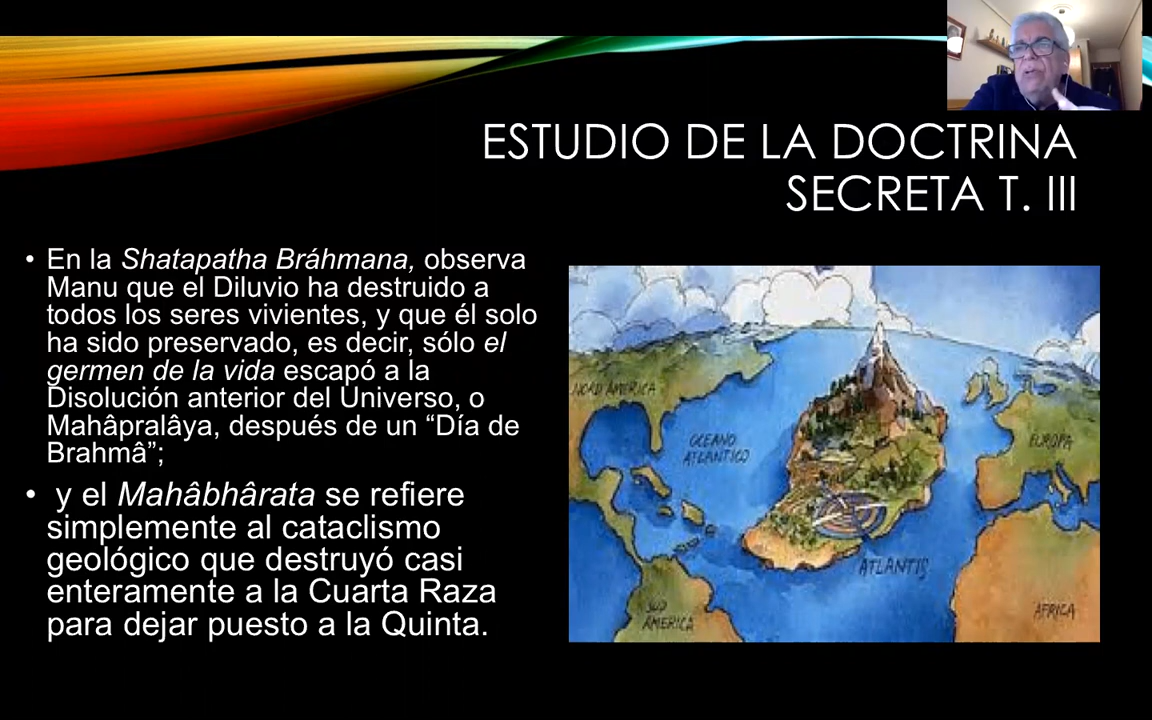 ESTUDIO DE LA DOCTRINA
SECRETA T. III
• En la Shatapatha Bráhmana, observa
Manu que el Diluvio ha destruido a
todos los seres vivientes, y que él solo
ha sido preservado, es decir, sólo el
germen de la vida escapó a la
Disolución anterior del Universo, o
Mahâpralâya, después de un “Día de
Brahmâ”;
• y el Mahâbhârata se refiere
simplemente al cataclismo
geológico que destruyó casi
enteramente a la Cuarta Raza
para dejar puesto a la Quinta.
NORD AMERICA
OCEANO
ATLANTICO
EUROPA
ATLANTIS
SUD
AMERICA
AFRICA